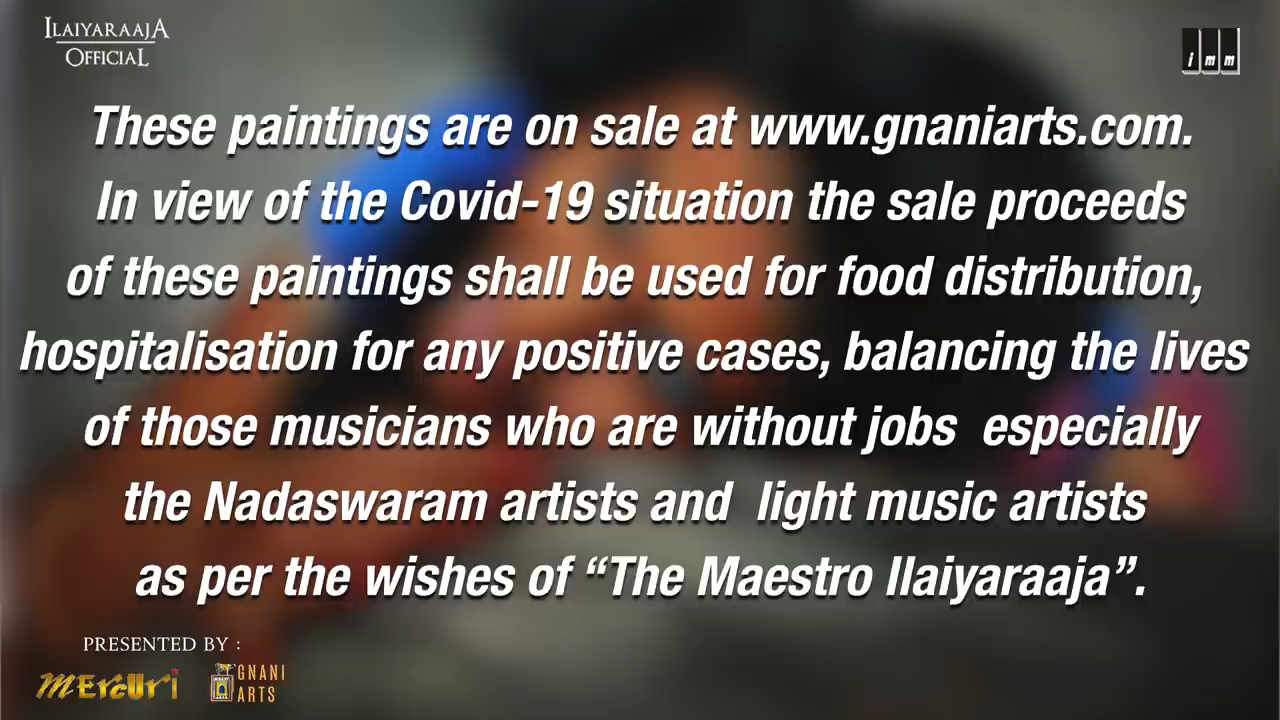 ILAIYARAAJA
OFFICIAL
imm
These paintings are on sale at www.gnaniarts.com.
In view of the Covid-19 situation the sale proceeds
of these paintings shall be used for food distribution,
hospitalisation for any positive cases, balancing the lives
of those musicians who are without jobs  especially
the Nadaswaram artists and  light music artists
as per the wishes of “The Maestro Ilaiyaraaja”.
PRESENTED BY :
mercuri
GNANI
ARTS